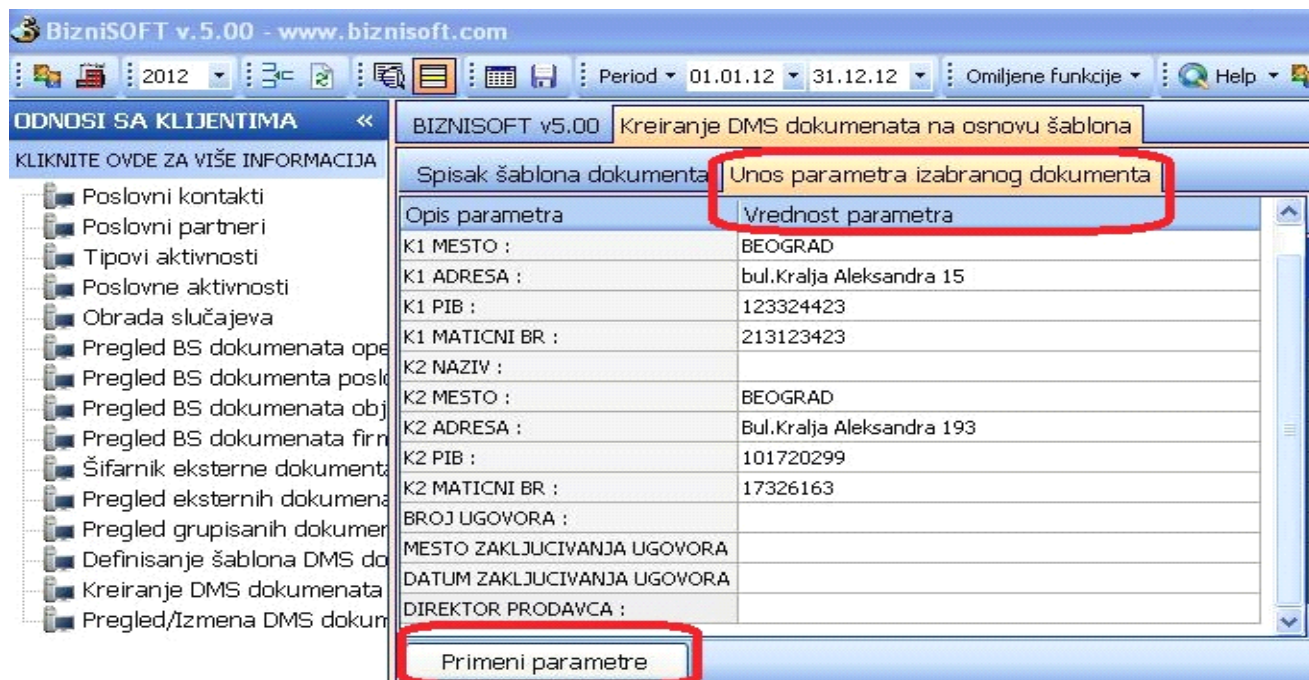 BizniSOFT v.5.00 - www.biznisoft.com
2012 Period 01.01.12 31.12.12 Omiljene funkcije Help
ODNOSI SA KLIJENTIMA «
KLIKNITE OVDE ZA VIŠE INFORMACIJA
Poslovni kontakti
Poslovni partneri
Tipovi aktivnosti
Poslovne aktivnosti
Obrada slučajeva
Pregled BS dokumenata ope
Pregled BS dokumenta poslo
Pregled BS dokumenata obj
Pregled BS dokumenata firm
Šifarnik eksterne dokumenta
Pregled eksternih dokumena
Pregled grupisanih dokumen
Definisanje šablona DMS do
Kreiranje DMS dokumenata
Pregled/Izmena DMS dokum
BIZNISOFT v5.00 Kreiranje DMS dokumenata na osnovu šablona
Spisak šablona dokumenta Unos parametra izabranog dokumenta
Opis parametra Vrednost parametra
K1 MESTO : BEOGRAD
K1 ADRESA : bul.Kralja Aleksandra 15
K1 PIB : 123324423
K1 MATICNI BR : 213123423
K2 NAZIV :
K2 MESTO : BEOGRAD
K2 ADRESA : Bul.Kralja Aleksandra 193
K2 PIB : 101720299
K2 MATICNI BR : 17326163
BROJ UGOVORA :
MESTO ZAKLJUCIVANJA UGOVORA
DATUM ZAKLJUCIVANJA UGOVORA
DIREKTOR PRODAVCA :
Primeni parametre